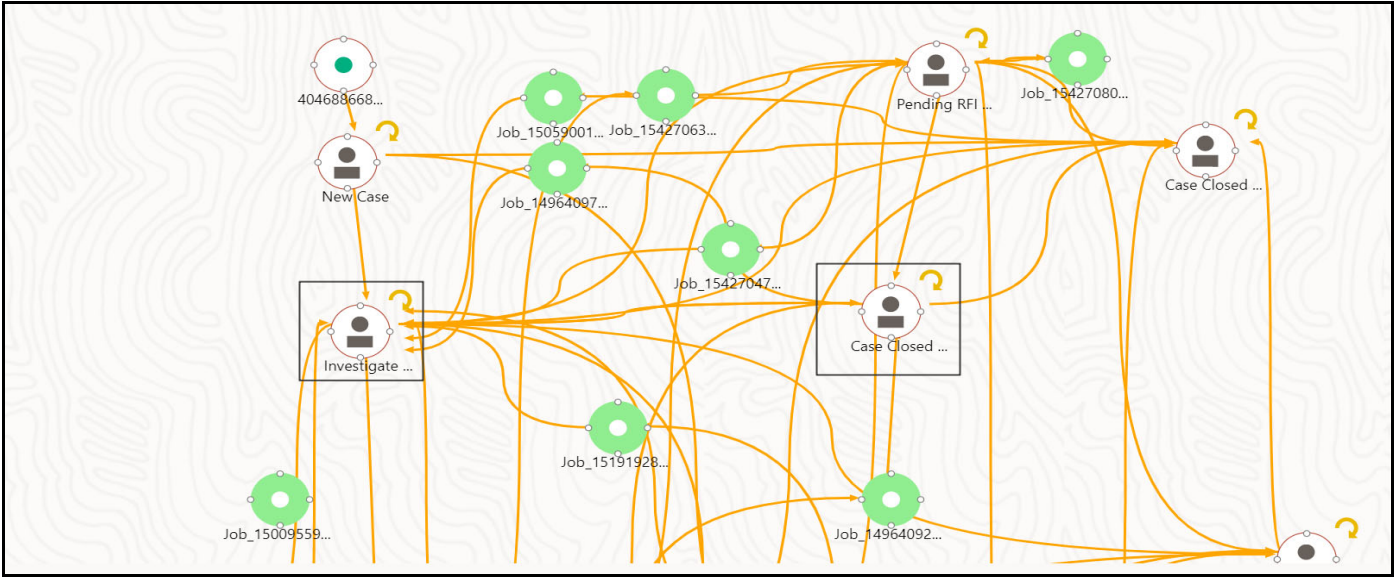 404688668...
Pending RFI ...
Job_15427080...
Job_15059001...
Job_15427063...
New Case
Case Closed ...
Job_14964097...
Job_15427047...
Case Closed ...
Investigate ...
Job_15191928...
Job_15009559...
Job_14964092...